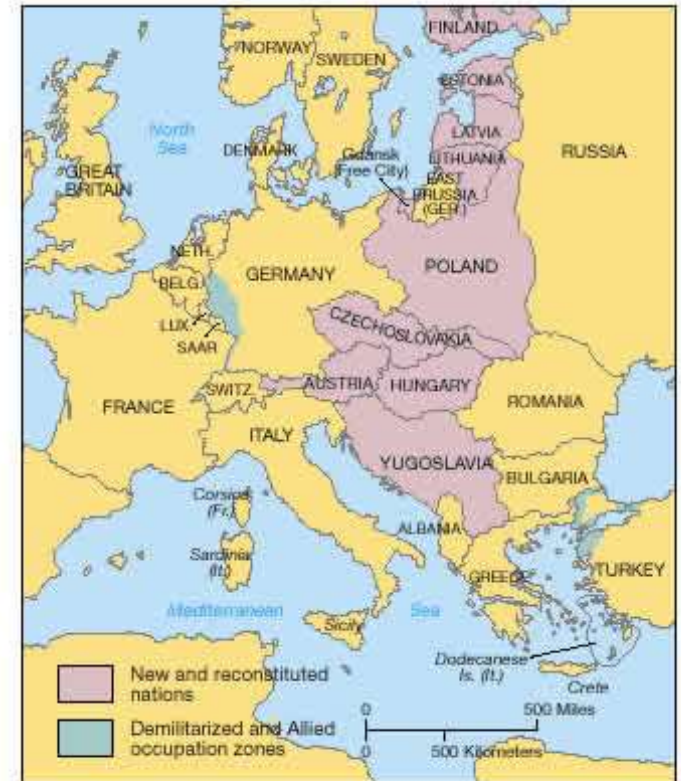 FINLAND
NORWAY
SWEDEN
ESTONIA
North
Sea
LATVIA
DENMARK
Gdansk
(Free City)
LITHUANIA
RUSSIA
GREAT
BRITAIN
EAST
PRUSSIA
(GER.)
NETH.
GERMANY
POLAND
BELG.
LUX.
SAAR
CZECHOSLOVAKIA
FRANCE
SWITZ.
AUSTRIA
HUNGARY
ROMANIA
ITALY
YUGOSLAVIA
BULGARIA
Corsica
(Fr.)
ALBANIA
Sardinia
(It.)
GREECE
TURKEY
Mediterranean
Sea
Sicily
Dodecanese
Is. (It.)
Crete
New and reconstituted
nations
Demilitarized and Allied
occupation zones
0 500 Miles
0 500 Kilometers